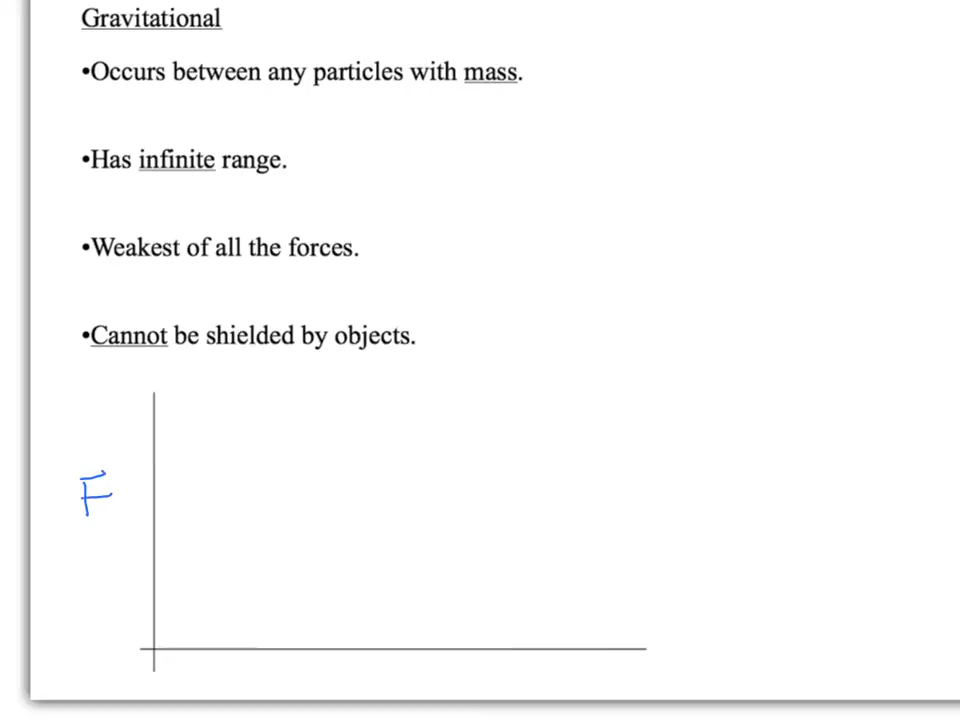 Gravitational
•Occurs between any particles with mass.
•Has infinite range.
•Weakest of all the forces.
•Cannot be shielded by objects.
F